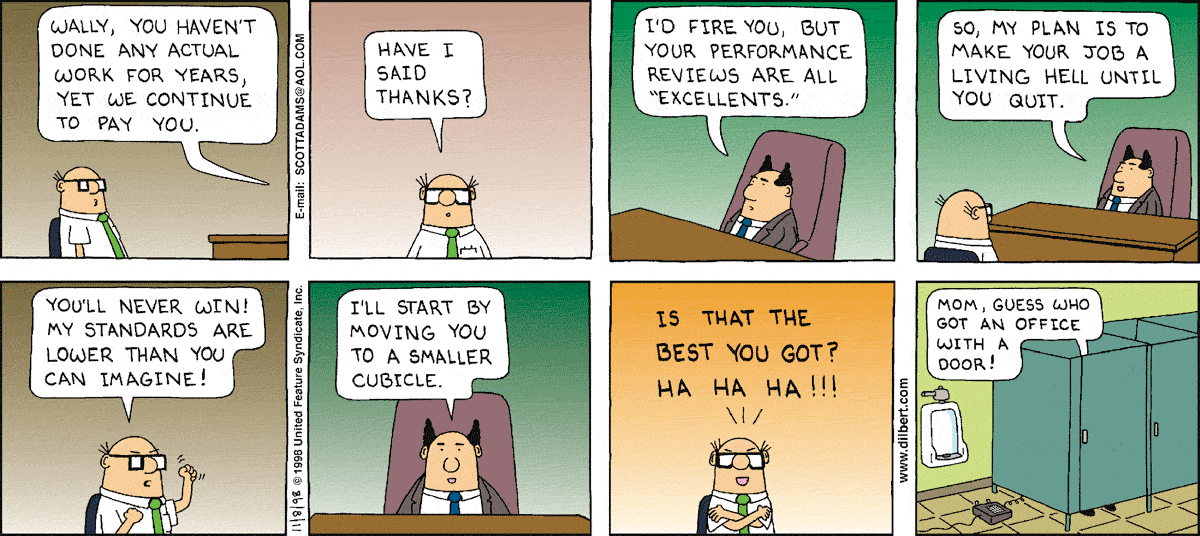 WALLY, YOU HAVEN'T
DONE ANY ACTUAL
WORK FOR YEARS,
YET WE CONTINUE
TO PAY YOU.
E-mail: SCOTTADAMS@AOL.COM
HAVE I
SAID
THANKS?
I'D FIRE YOU, BUT
YOUR PERFORMANCE
REVIEWS ARE ALL
"EXCELLENTS."
SO, MY PLAN IS TO
MAKE YOUR JOB A
LIVING HELL UNTIL
YOU QUIT.
YOU'LL NEVER WIN!
MY STANDARDS ARE
LOWER THAN YOU
CAN IMAGINE!
11/8/98 © 1998 United Feature Syndicate, Inc.
I'LL START BY
MOVING YOU
TO A SMALLER
CUBICLE.
IS THAT THE
BEST YOU GOT?
HA HA HA!!!
www.dilbert.com
MOM, GUESS WHO
GOT AN OFFICE
WITH A
DOOR!